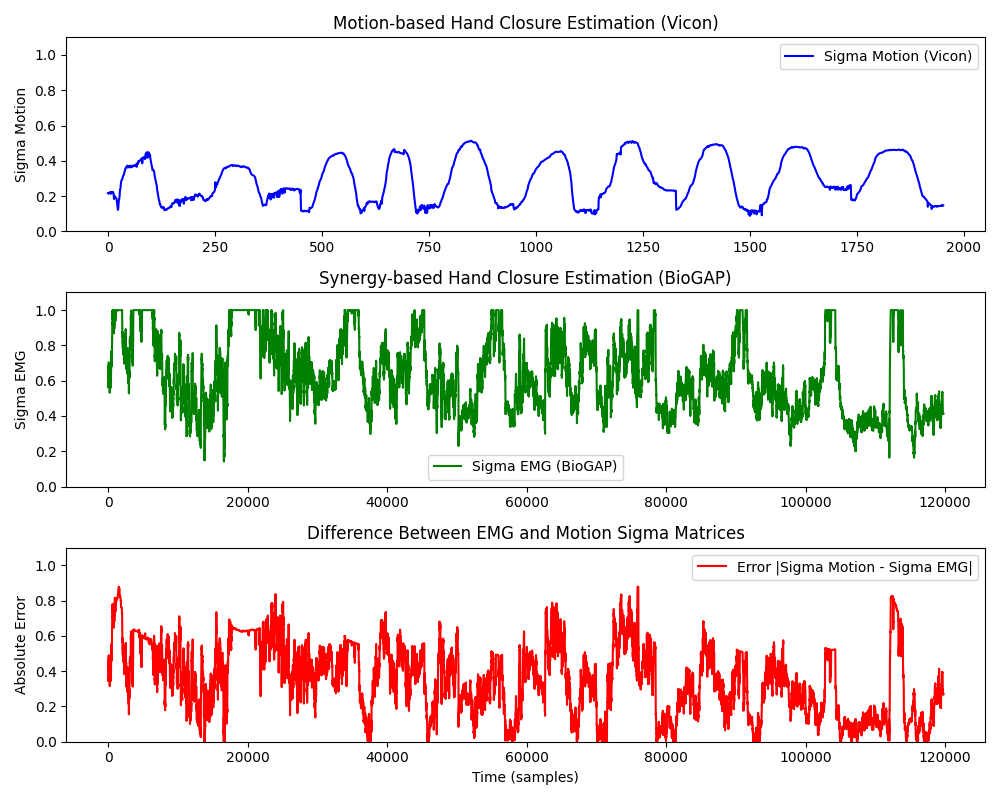 Motion-based Hand Closure Estimation (Vicon)
Sigma Motion (Vicon)
Sigma Motion
1.0
0.8
0.6
0.4
0.2
0.0
0 250 500 750 1000 1250 1500 1750 2000
Synergy-based Hand Closure Estimation (BioGAP)
Sigma EMG
1.0
0.8
0.6
0.4
0.2
0.0
Sigma EMG (BioGAP)
0 20000 40000 60000 80000 100000 120000
Difference Between EMG and Motion Sigma Matrices
Error |Sigma Motion - Sigma EMG|
Absolute Error
1.0
0.8
0.6
0.4
0.2
0.0
0 20000 40000 60000 80000 100000 120000
Time (samples)